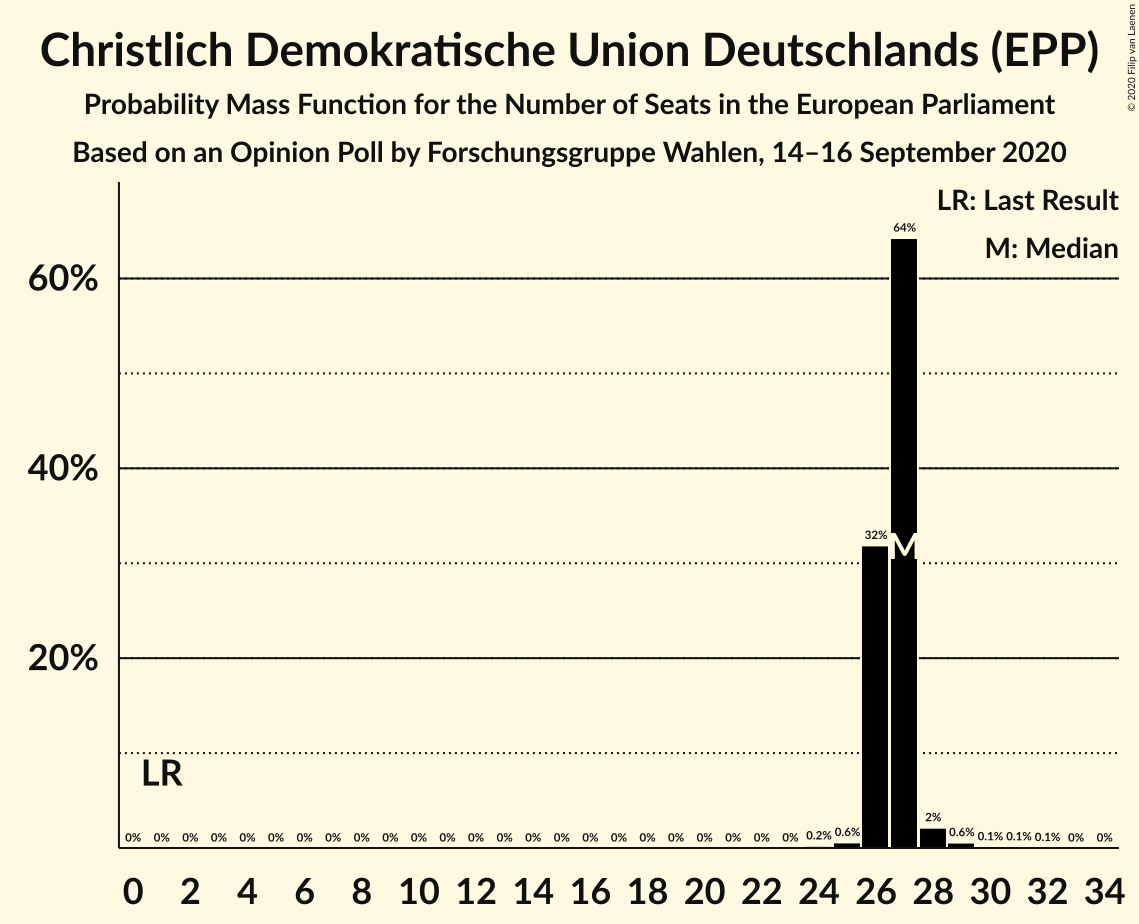 Christlich Demokratische Union Deutschlands (EPP)
Probability Mass Function for the Number of Seats in the European Parliament
Based on an Opinion Poll by Forschungsgruppe Wahlen, 14–16 September 2020
© 2020 Filip van Laenen
LR: Last Result
M: Median
64%
60%
40%
32%
M
20%
LR
0% 0% 0% 0% 0% 0% 0% 0% 0% 0% 0% 0% 0% 0% 0% 0% 0% 0% 0% 0% 0% 0% 0% 0% 0.2% 0.6% 2% 0.6% 0.1% 0.1% 0.1% 0% 0%
0 2 4 6 8 10 12 14 16 18 20 22 24 26 28 30 32 34